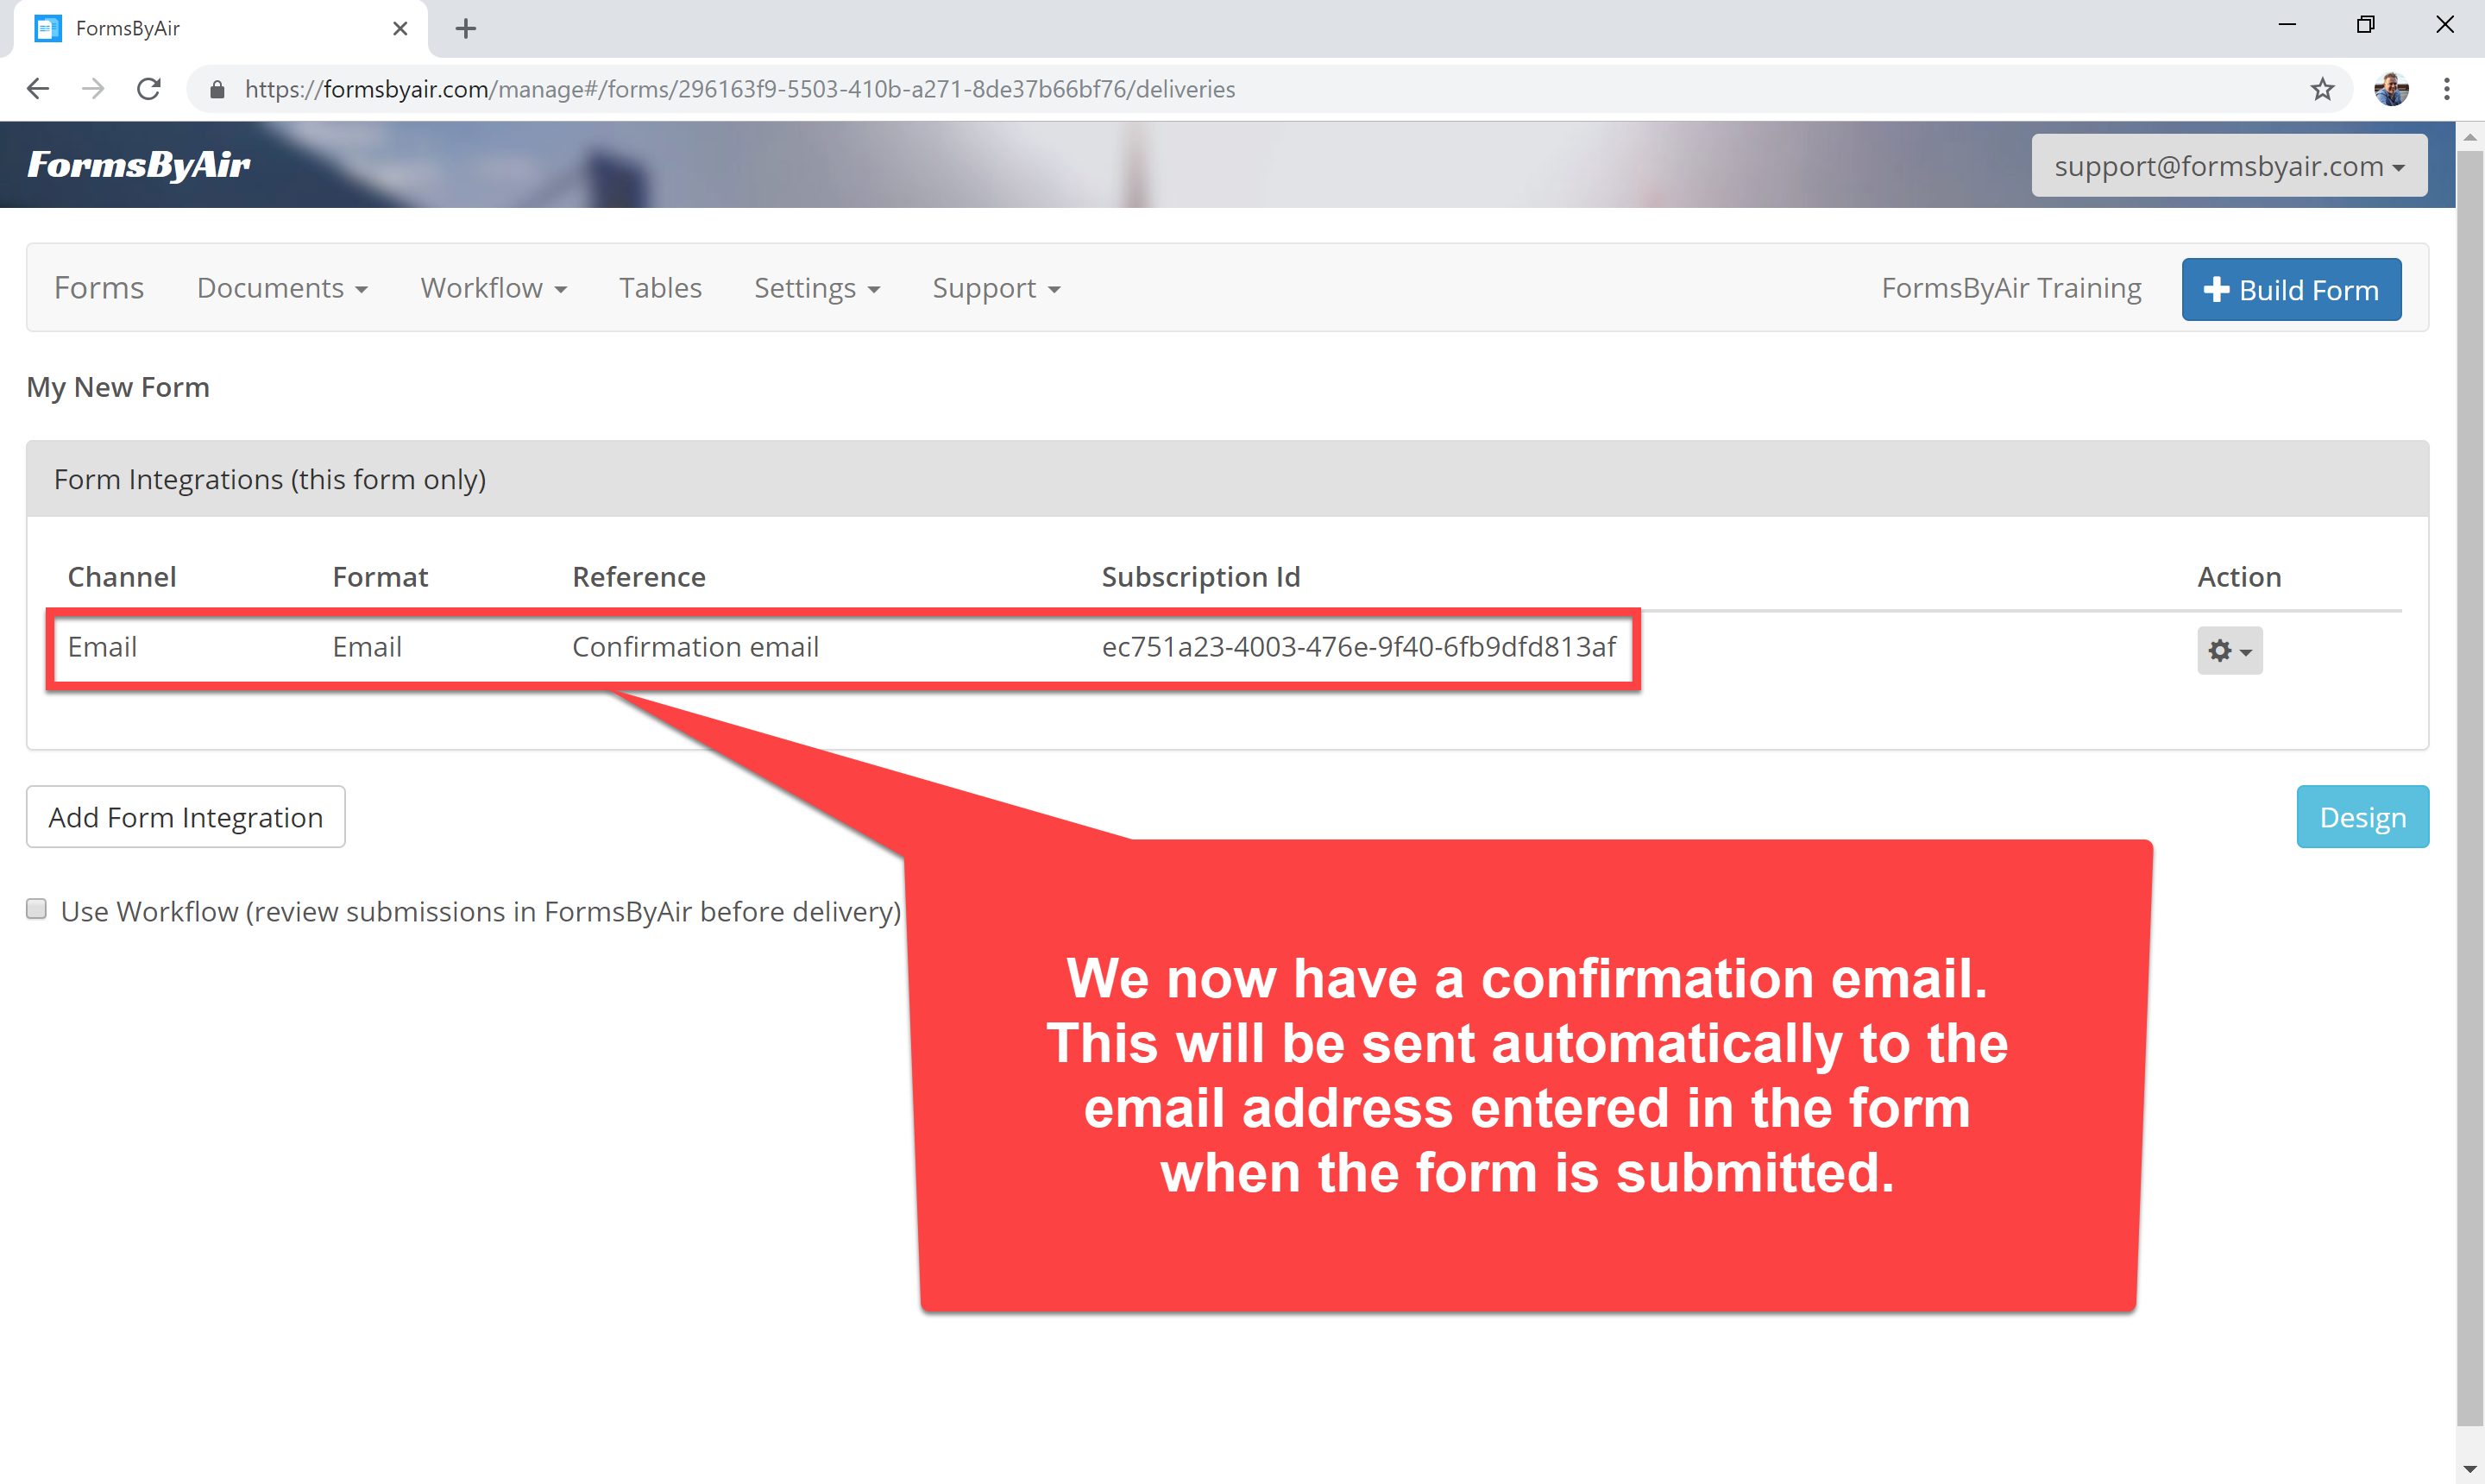 FormsByAir
https://formsbyair.com/manage#/forms/296163f9-5503-410b-a271-8de37b66bf76/deliveries
FormsByAir
support@formsbyair.com
Forms Documents Workflow Tables Settings Support FormsByAir Training Build Form
My New Form
Form Integrations (this form only)
Channel Format Reference Subscription Id Action
Email Email Confirmation email ec751a23-4003-476e-9f40-6fb9dfd813af
Add Form Integration Design
Use Workflow (review submissions in FormsByAir before delivery)
We now have a confirmation email.
This will be sent automatically to the
email address entered in the form
when the form is submitted.